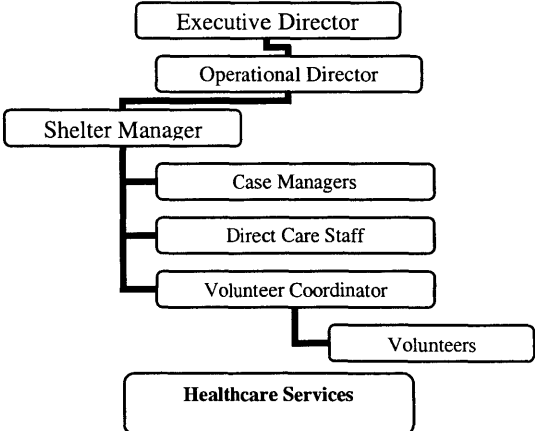 Executive Director
Operational Director
Shelter Manager
Case Managers
Direct Care Staff
Volunteer Coordinator
Volunteers
Healthcare Services